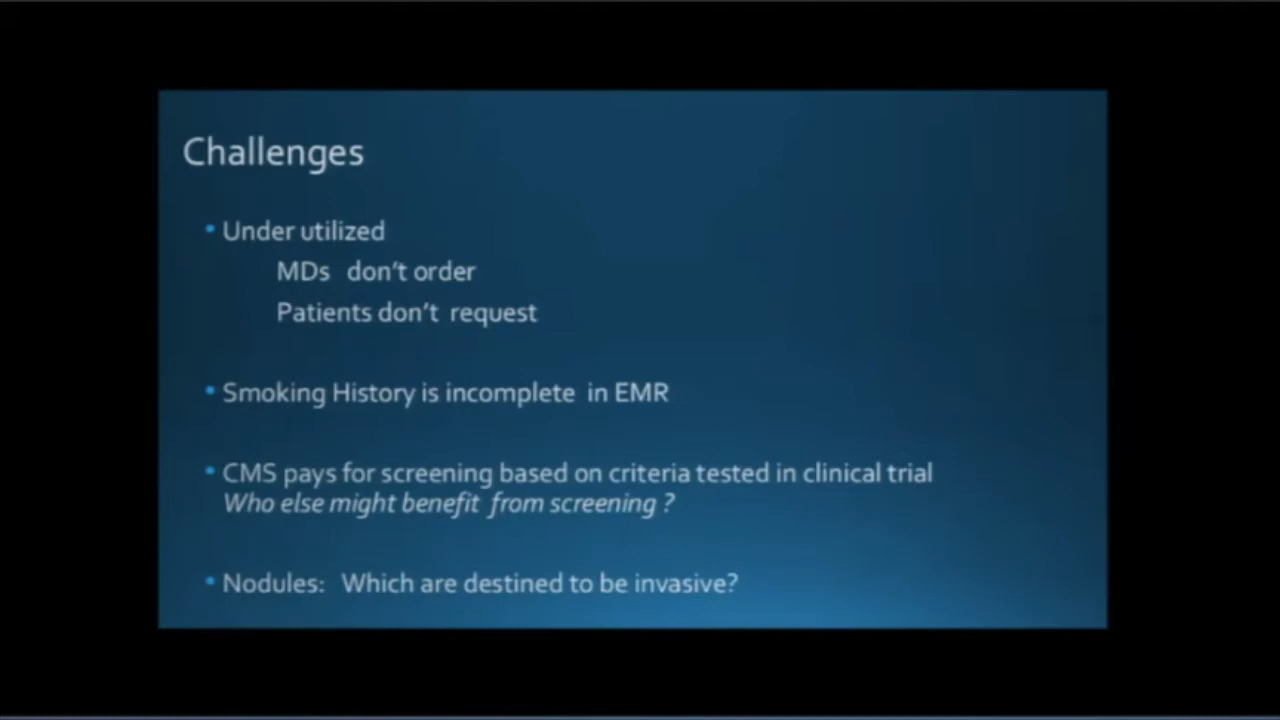 Challenges
• Under utilized
MDs don't order
Patients don't request
• Smoking History is incomplete in EMR
• CMS pays for screening based on criteria tested in clinical trial
Who else might benefit from screening ?
• Nodules: Which are destined to be invasive?